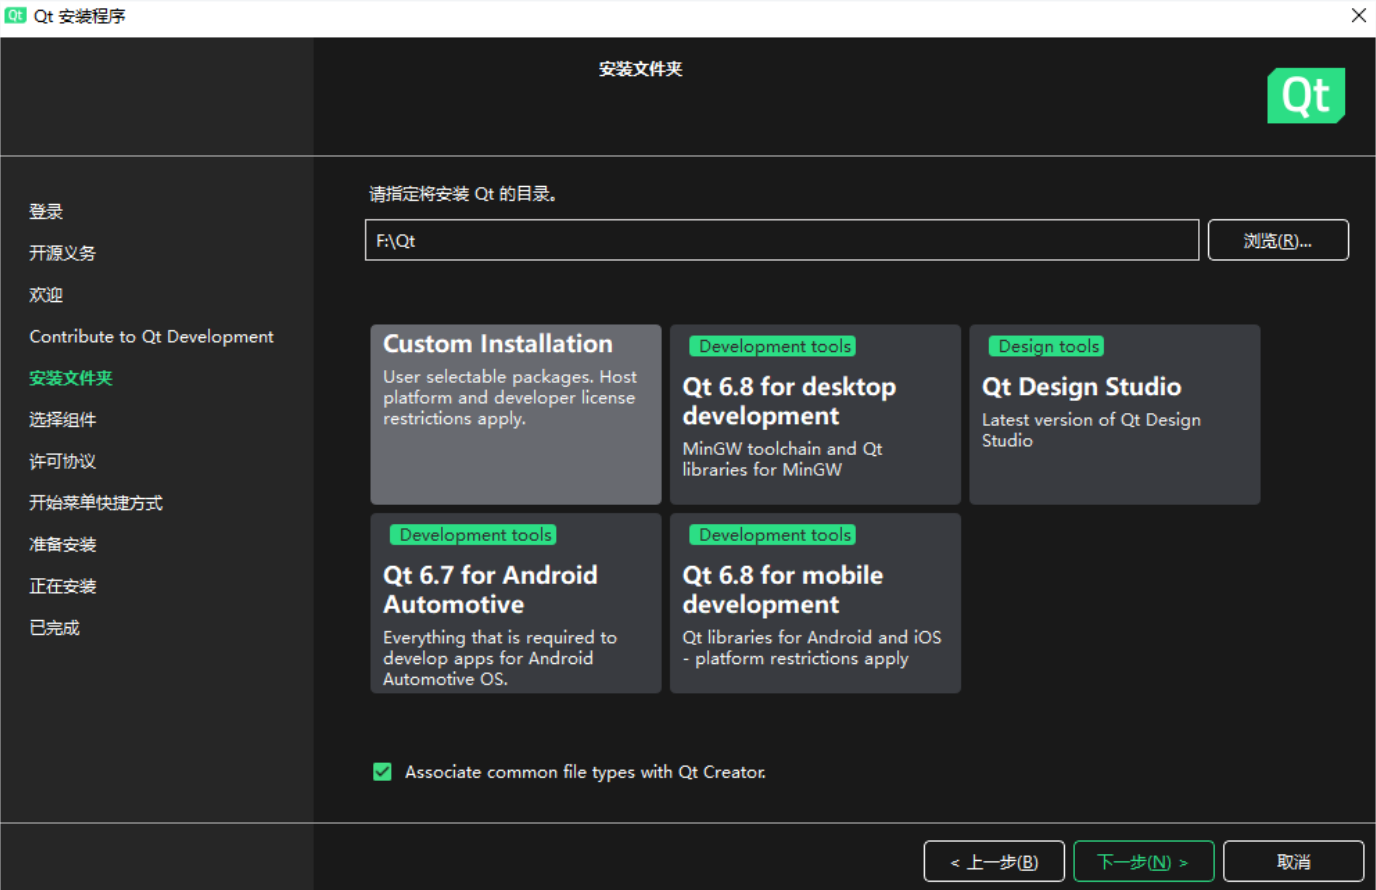 Qt Qt 安装程序
安装文件夹
Qt
登录
开源义务
欢迎
Contribute to Qt Development
安装文件夹
选择组件
许可协议
开始菜单快捷方式
准备安装
正在安装
已完成
请指定将安装 Qt 的目录。
F:\Qt
浏览(R)...
Custom Installation
User selectable packages. Host
platform and developer license
restrictions apply.
Development tools
Qt 6.8 for desktop
development
MinGW toolchain and Qt
libraries for MinGW
Design tools
Qt Design Studio
Latest version of Qt Design
Studio
Development tools
Qt 6.7 for Android
Automotive
Everything that is required to
develop apps for Android
Automotive OS.
Development tools
Qt 6.8 for mobile
development
Qt libraries for Android and iOS
- platform restrictions apply
Associate common file types with Qt Creator.
< 上一步(B)
下一步(N) >
取消